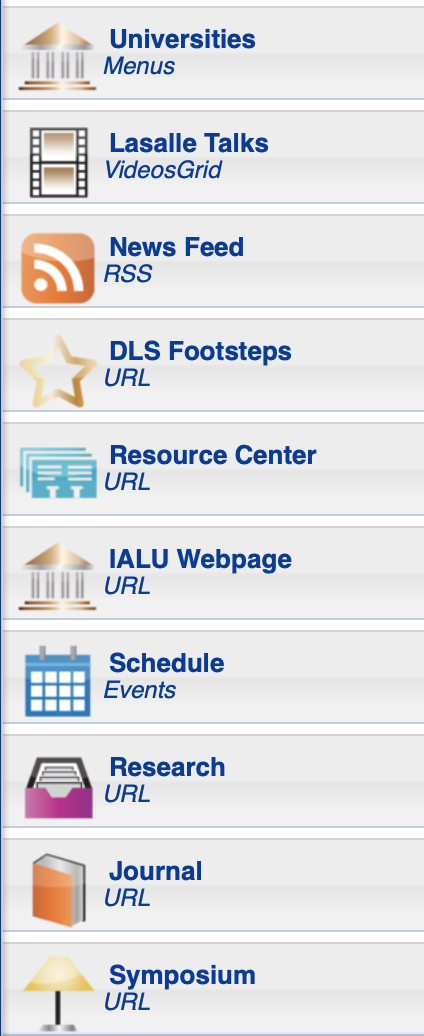 Universities
Menus
Lasalle Talks
VideosGrid
News Feed
RSS
DLS Footsteps
URL
Resource Center
URL
IALU Webpage
URL
Schedule
Events
Research
URL
Journal
URL
Symposium
URL